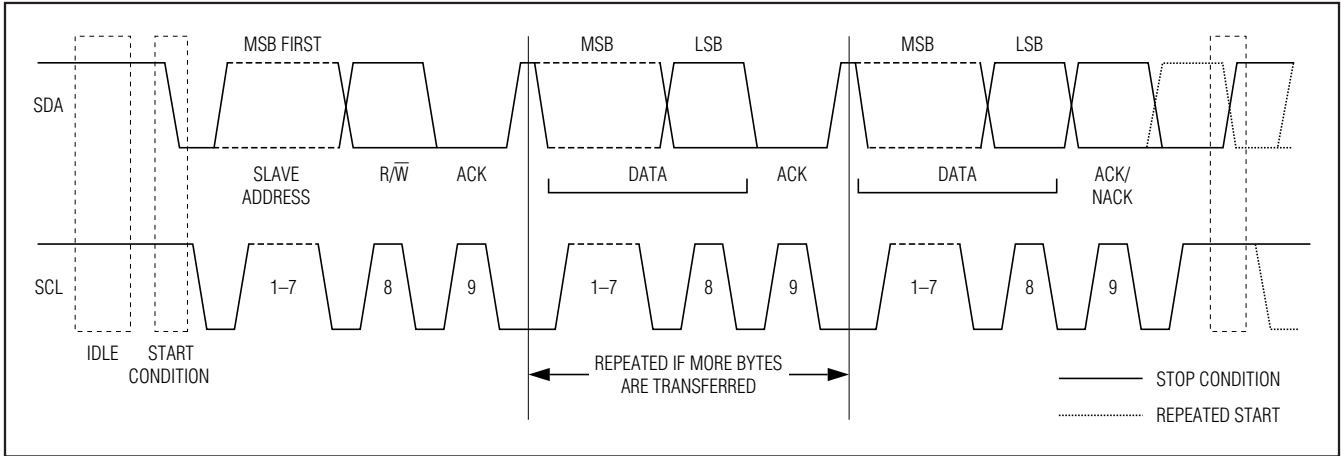 MSB FIRST
MSB
LSB
MSB
LSB
SDA
SLAVE
ADDRESS
R/W̅
ACK
DATA
ACK
DATA
ACK/
NACK
SCL
1–7
8
9
1–7
8
9
1–7
8
9
IDLE
START
CONDITION
REPEATED IF MORE BYTES
ARE TRANSFERRED
STOP CONDITION
REPEATED START